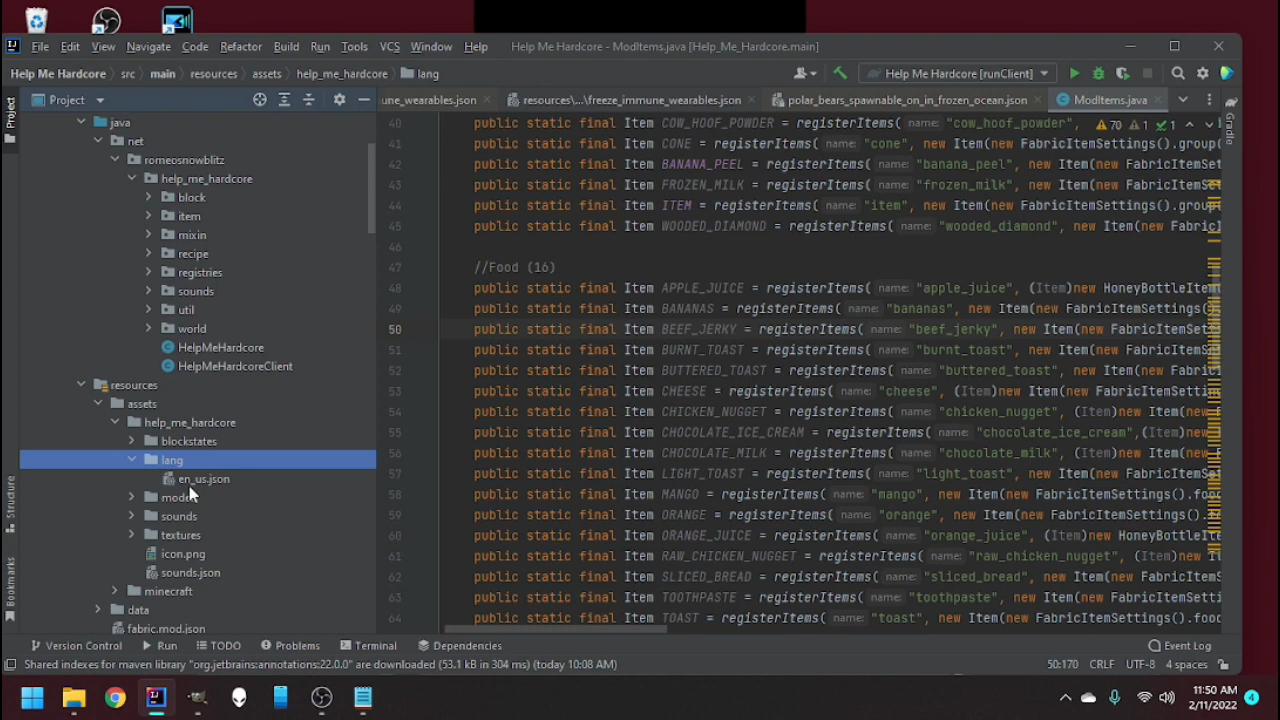 File Edit View Navigate Code Refactor Build Run Tools VCS Window Help Help Me Hardcore - ModItems.java [Help_Me_Hardcore.main]
Help Me Hardcore src main resources assets help_me_hardcore lang Help Me Hardcore [runClient]
Project
Project
une_wearables.json resources\...\freeze_immune_wearables.json polar_bears_spawnable_on_in_frozen_ocean.json ModItems.java
Gradle
java
net
romeosnowblitz
help_me_hardcore
block
item
mixin
recipe
registries
sounds
util
world
HelpMeHardcore
HelpMeHardcoreClient
resources
assets
help_me_hardcore
blockstates
lang
en_us.json
sounds
textures
icon.png
sounds.json
minecraft
data
fabric.mod.json
Structure
Bookmarks
70 1 1
40 public static final Item COW_HOOF_POWDER = registerItems( name: "cow_hoof_powder",
41 public static final Item CONE = registerItems( name: "cone", new Item(new FabricItemSettings().group(
42 public static final Item BANANA_PEEL = registerItems( name: "banana_peel", new Item(new FabricItemSet
43 public static final Item FROZEN_MILK = registerItems( name: "frozen_milk", new Item(new FabricItemSet
44 public static final Item ITEM = registerItems( name: "item", new Item(new FabricItemSettings().group
45 public static final Item WOODED_DIAMOND = registerItems( name: "wooded_diamond", new Item(new Fabric
46
47 //Food (16)
48 public static final Item APPLE_JUICE = registerItems( name: "apple_juice", (Item)new HoneyBottleItem
49 public static final Item BANANAS = registerItems( name: "banana", new Item(new FabricItemSettings
50 public static final Item BEEF_JERKY = registerItems( name: "beef_jerky", new Item(new FabricItemSett
51 public static final Item BURNT_TOAST = registerItems( name: "burnt_toast", new Item(new FabricItemSet
52 public static final Item BUTTERED_TOAST = registerItems( name: "buttered_toast", new Item(new Fabric
53 public static final Item CHEESE = registerItems( name: "cheese", (Item)new Item(new FabricItemSetting
54 public static final Item CHICKEN_NUGGET = registerItems( name: "chicken_nugget", (Item)new Item(new
55 public static final Item CHOCOLATE_ICE_CREAM = registerItems( name: "chocolate_ice_cream",(Item)new
56 public static final Item CHOCOLATE_MILK = registerItems( name: "chocolate_milk", (Item)new Item(new
57 public static final Item LIGHT_TOAST = registerItems( name: "light_toast", new Item(new FabricItemSet
58 public static final Item MANGO = registerItems( name: "mango", new Item(new FabricItemSettings().food
59 public static final Item ORANGE = registerItems( name: "orange", new Item(new FabricItemSettings().
60 public static final Item ORANGE_JUICE = registerItems( name: "orange_juice", (Item)new HoneyBottleIte
61 public static final Item RAW_CHICKEN_NUGGET = registerItems( name: "raw_chicken_nugget", (Item)new
62 public static final Item SLICED_BREAD = registerItems( name: "sliced_bread", new Item(new FabricItem
63 public static final Item TOOTHPASTE = registerItems( name: "toothpaste", new Item(new FabricItemSett
64 public static final Item TOAST = registerItems( name: "toast", new Item(new FabricItemSettings
Version Control Run TODO Problems Terminal Dependencies Event Log
Shared indexes for maven library "org.jetbrains:annotations:22.0.0" are downloaded (53.1 kB in 304 ms) (today 10:08 AM) 50:170 CRLF UTF-8 4 spaces
11:50 AM
2/11/2022
4